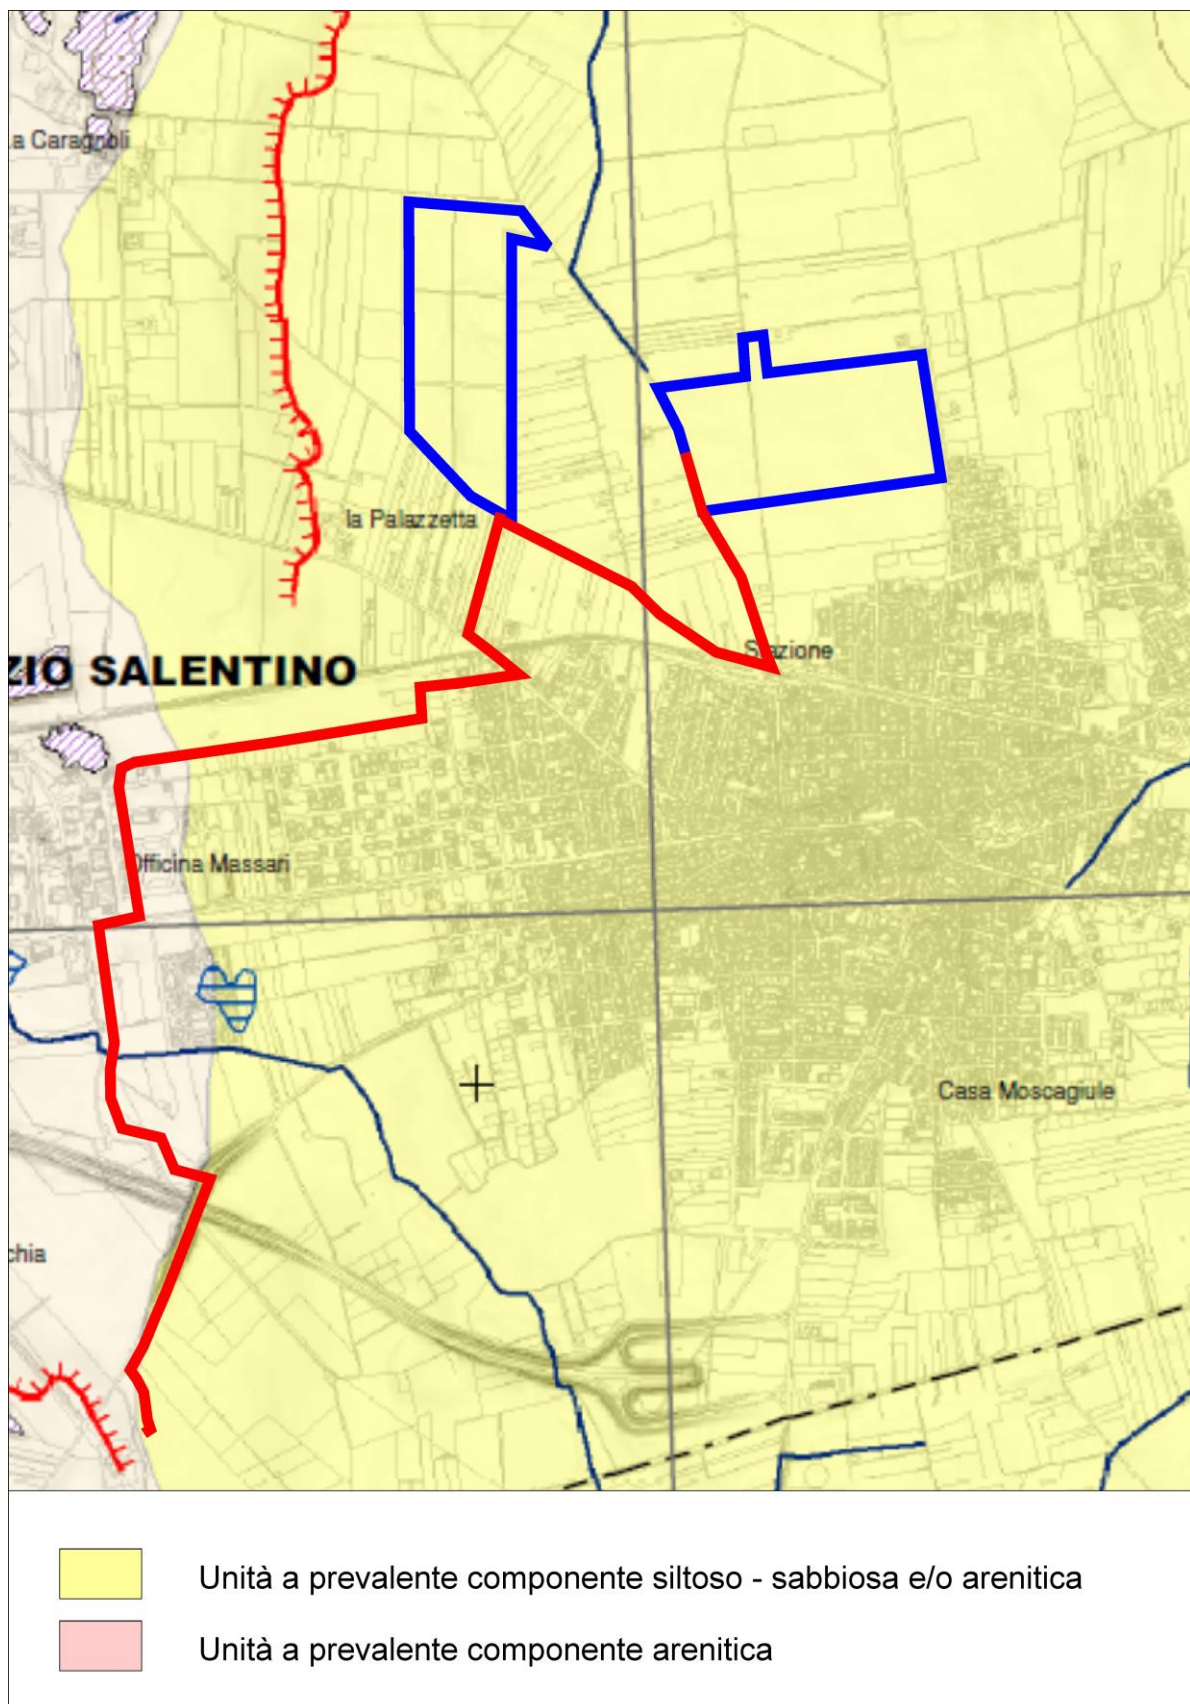 a Caragnoli
la Palazzetta
Stazione
ZIO SALENTINO
Officina Massari
Casa Moscagiule
chia
Unità a prevalente componente siltoso - sabbiosa e/o arenitica
Unità a prevalente componente arenitica